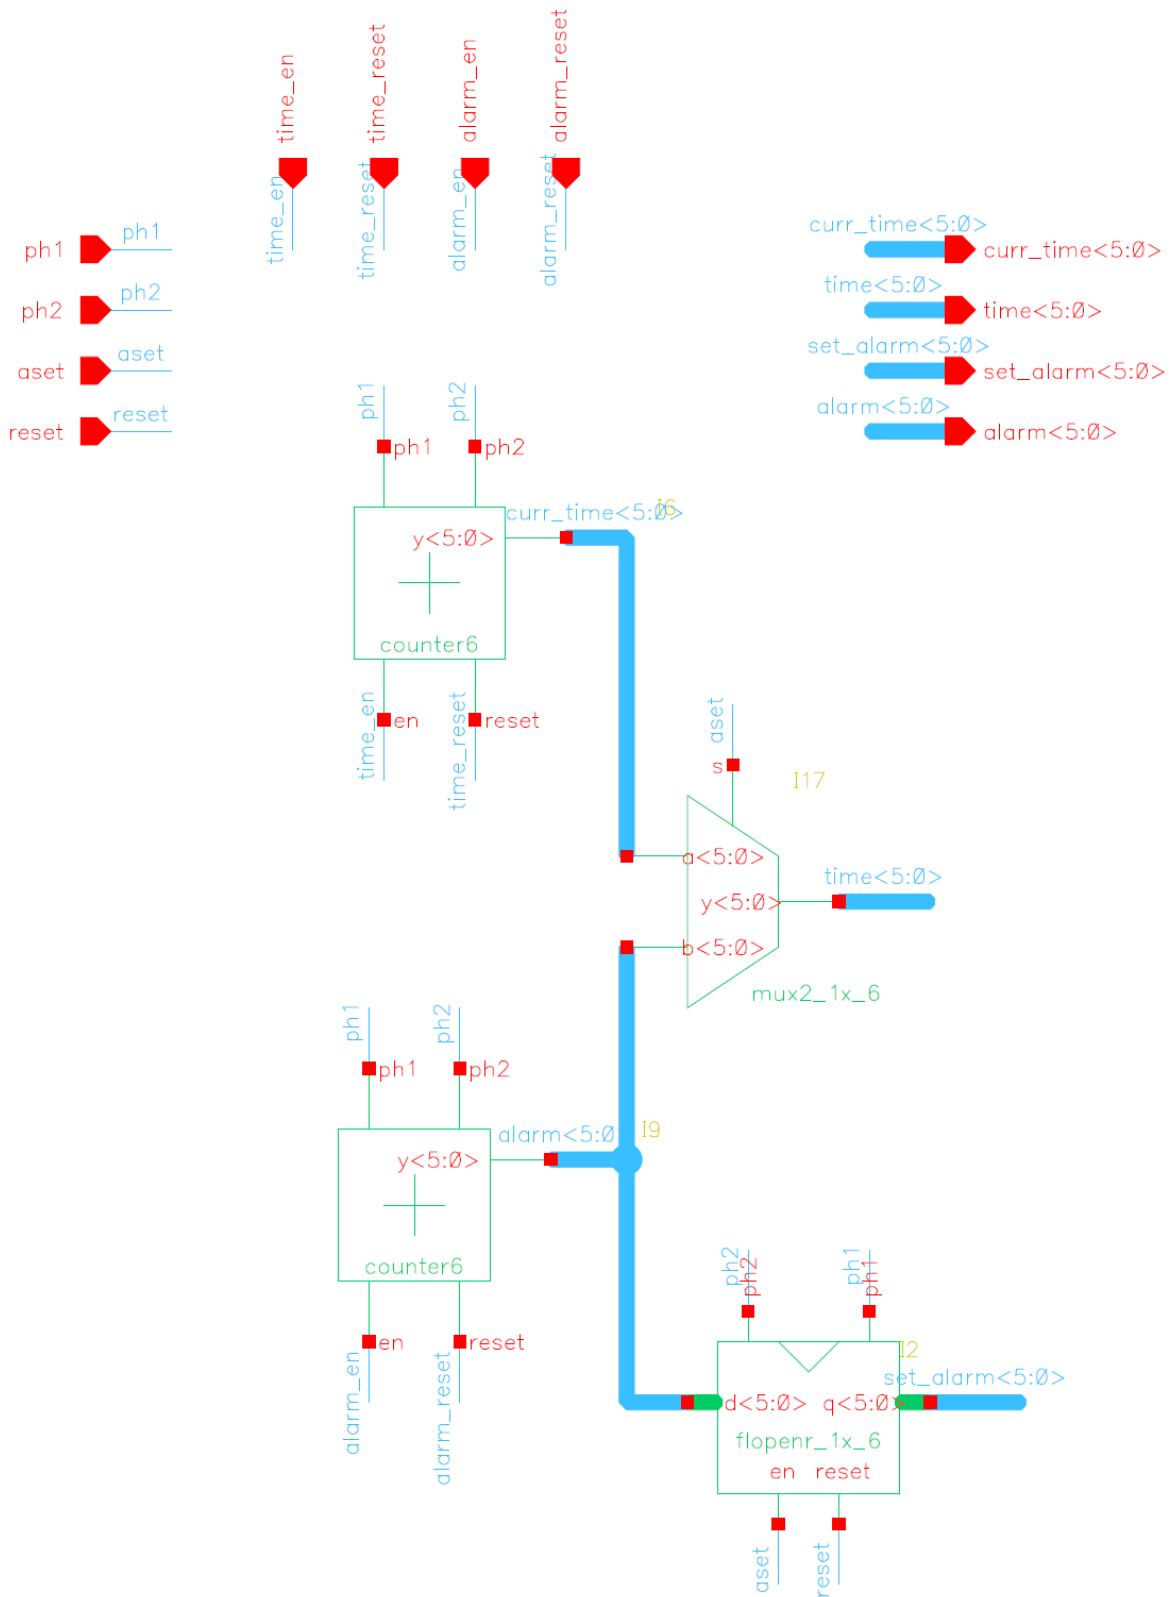 time_en
time_reset
alarm_en
alarm_reset
time_en
time_reset
alarm_en
alarm_reset
ph1
ph1
ph2
ph2
aset
aset
reset
reset
curr_time<5:0>
curr_time<5:0>
time<5:0>
time<5:0>
set_alarm<5:0>
set_alarm<5:0>
alarm<5:0>
alarm<5:0>
ph1
ph2
ph1
ph2
curr_time<5:0>
I6
y<5:0>
counter6
en
reset
time_en
time_reset
aset
s
I17
a<5:0>
y<5:0>
b<5:0>
time<5:0>
mux2_1x_6
ph1
ph2
ph1
ph2
alarm<5:0
I9
y<5:0>
counter6
en
reset
alarm_en
alarm_reset
ph2
ph2
ph1
ph1
I2
set_alarm<5:0>
d<5:0>
q<5:0>
flopenr_1x_6
en
reset
aset
reset